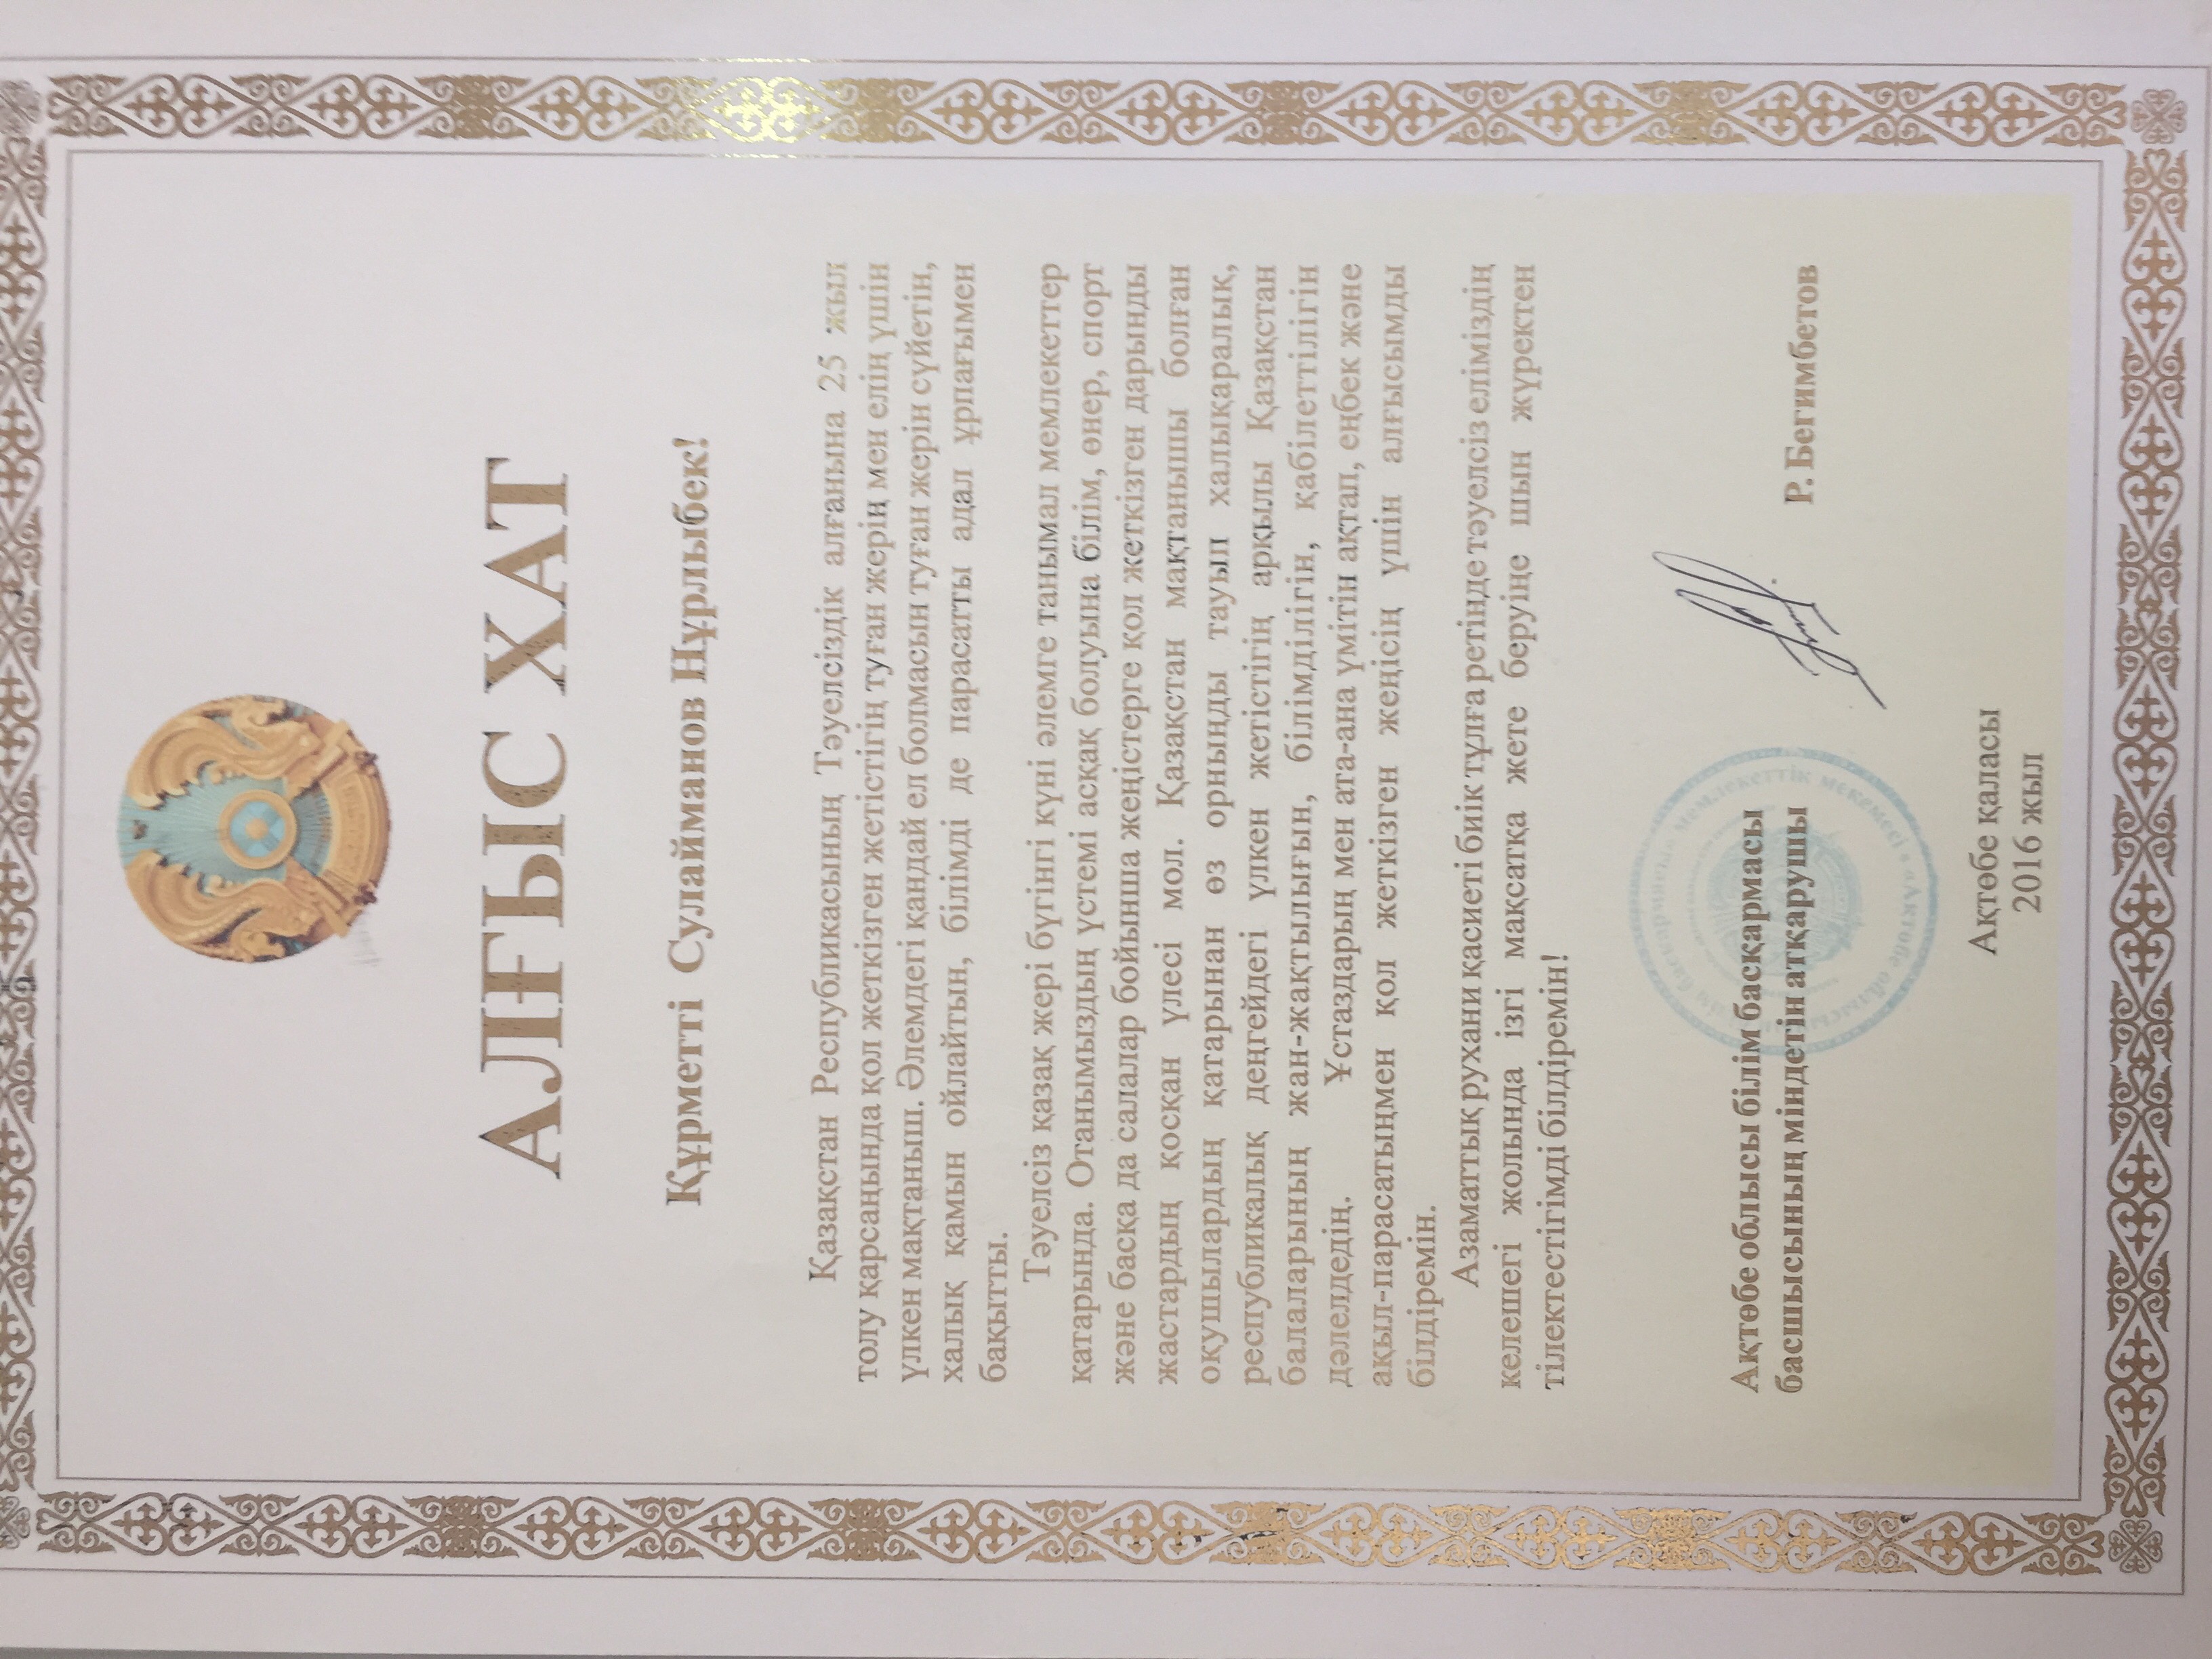 АЛҒЫС ХАТ
Құрметті Сулайманов Нұрлыбек!
Қазақстан Республикасының Тәуелсіздік алғанына 25 жыл
толу қарсаңында қол жеткізген жетістігің туған жерің мен елің үшін
үлкен мақтаныш. Әлемдегі қандай ел болмасын туған жерін сүйетін,
халық қамын ойлайтын, білімді де парасатты адал ұрпағымен
бақытты.
Тәуелсіз қазақ жері бүгінгі күні әлемге танымал мемлекеттер
қатарында. Отанымыздың үстемі асқақ болуына білім, өнер, спорт
және басқа да салалар бойынша жеңістерге қол жеткізген дарынды
жастардың қосқан үлесі мол. Қазақстан мақтанышы болған
оқушылардың қатарынан өз орныңды тауып халықаралық,
республикалық деңгейдегі үлкен жетістігің арқылы Қазақстан
балаларының жан-жақтылығын, білімділігін, қабілеттілігін
дәлелдедің. Ұстаздарың мен ата-ана үмітін ақтап, еңбек және
ақыл-парасатыңмен қол жеткізген жеңісің үшін алғысымды
білдіремін.
Азаматтық рухани қасиеті биік тұлға ретінде тәуелсіз еліміздің
келешегі жолында ізгі мақсатқа жете беруіңе шын жүректен
тілектестігімді білдіремін!
Ақтөбе облысы білім басқармасы
басшысының міндетін атқарушы Р. Бегимбетов
мемлекеттік мекемесі «Ақтөбе облысы
Ақтөбе қаласы
2016 жыл